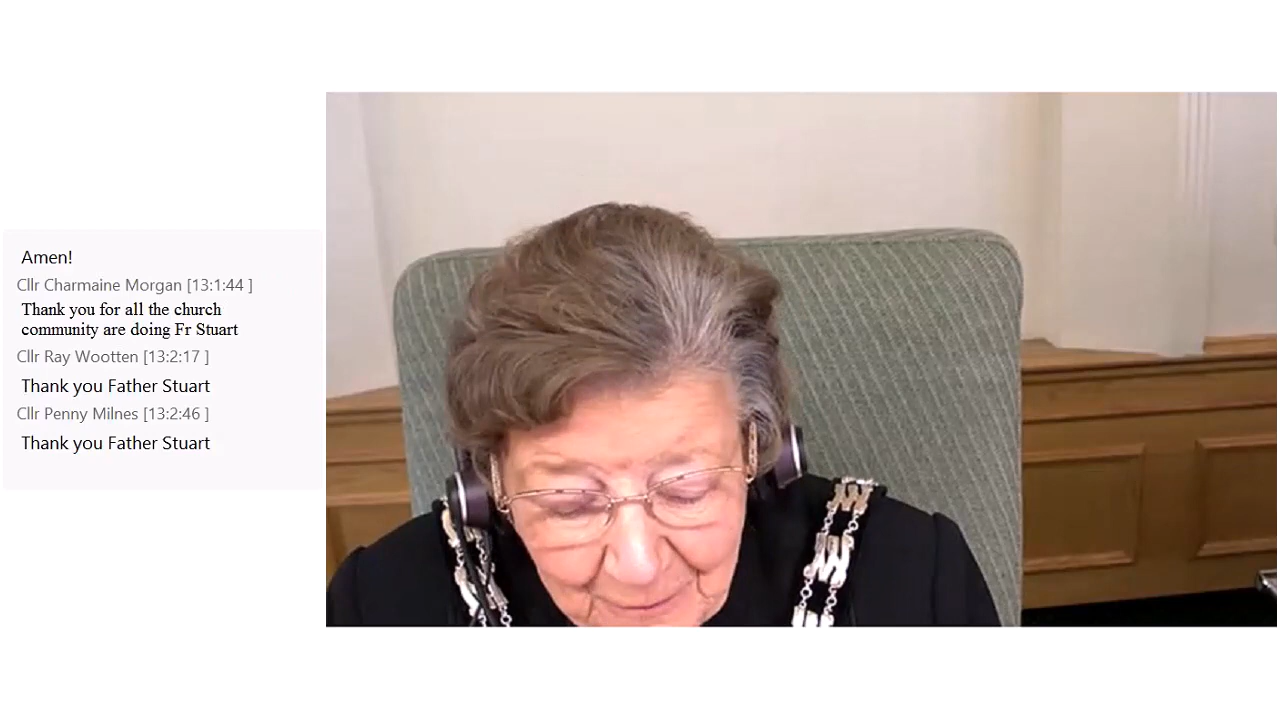 Amen!
Cllr Charmaine Morgan [13:1:44 ]
Thank you for all the church
community are doing Fr Stuart
Cllr Ray Wootten [13:2:17 ]
Thank you Father Stuart
Cllr Penny Milnes [13:2:46 ]
Thank you Father Stuart